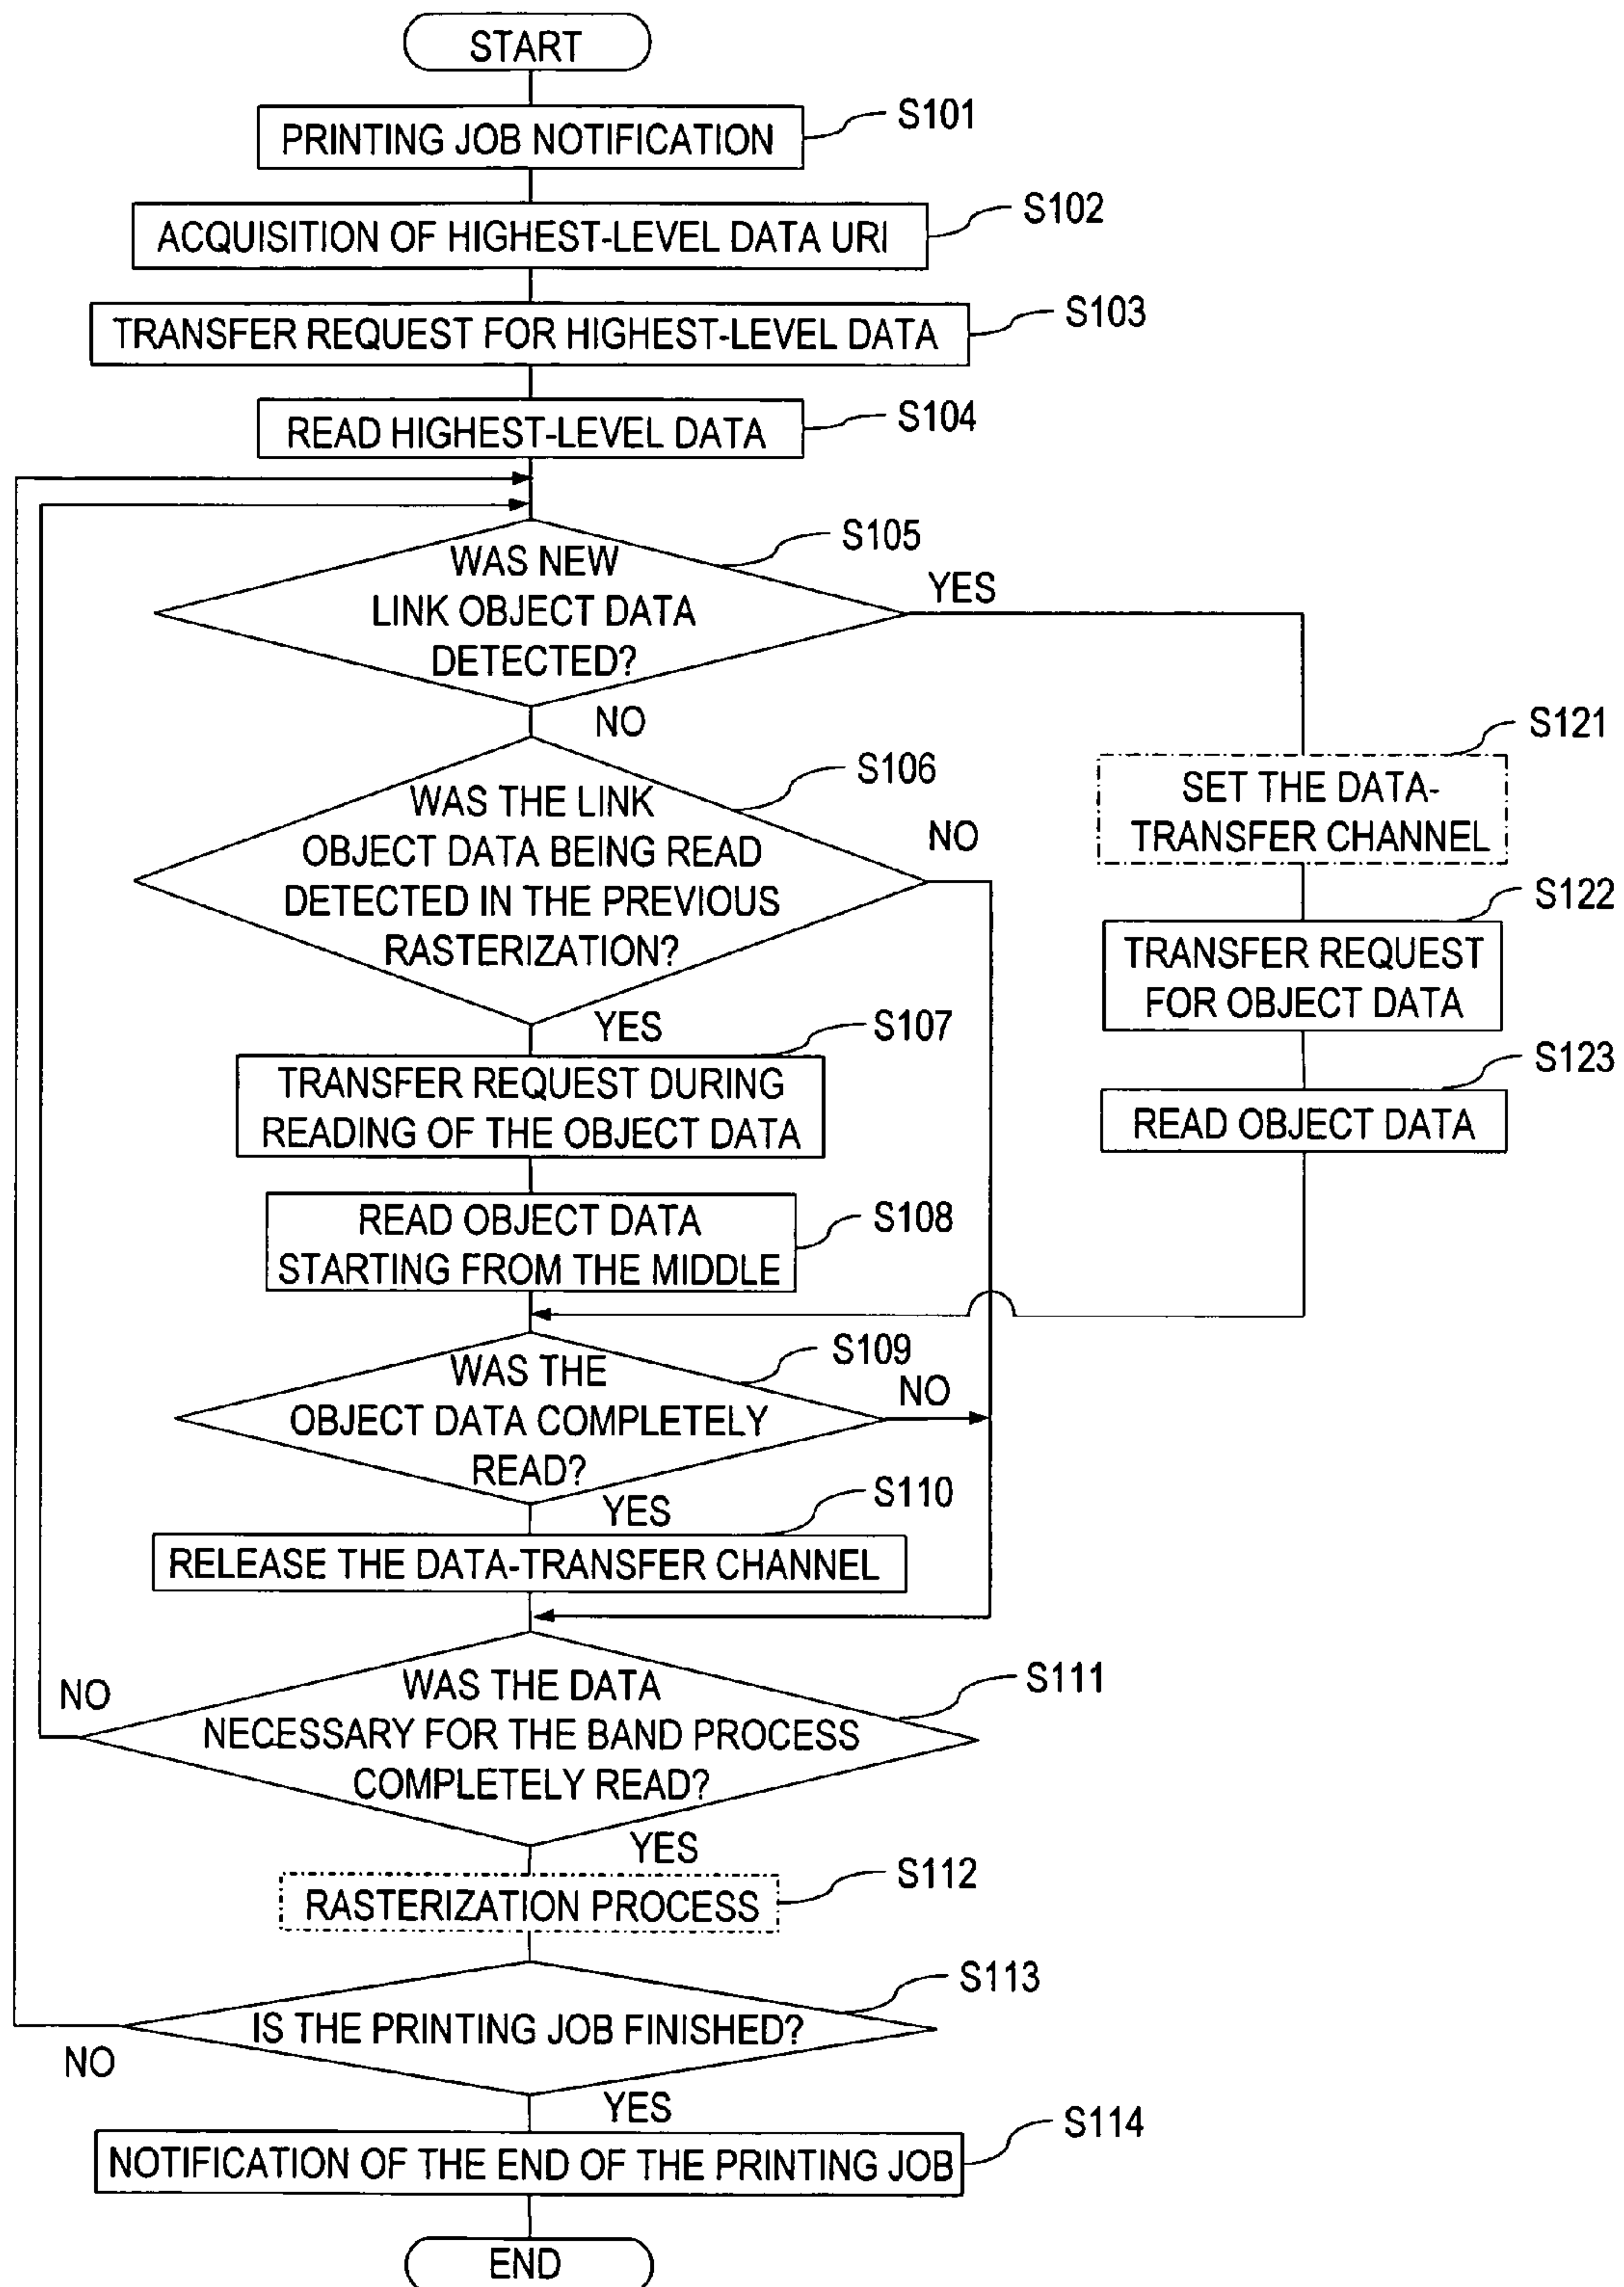 START
PRINTING JOB NOTIFICATION
S101
ACQUISITION OF HIGHEST-LEVEL DATA URI
S102
TRANSFER REQUEST FOR HIGHEST-LEVEL DATA
S103
READ HIGHEST-LEVEL DATA
S104
WAS NEW
LINK OBJECT DATA
DETECTED?
S105
YES
NO
WAS THE LINK
OBJECT DATA BEING READ
DETECTED IN THE PREVIOUS
RASTERIZATION?
S106
NO
YES
SET THE DATA-
TRANSFER CHANNEL
S121
TRANSFER REQUEST
FOR OBJECT DATA
S122
READ OBJECT DATA
S123
TRANSFER REQUEST DURING
READING OF THE OBJECT DATA
S107
READ OBJECT DATA
STARTING FROM THE MIDDLE
S108
WAS THE
OBJECT DATA COMPLETELY
READ?
S109
NO
YES
RELEASE THE DATA-TRANSFER CHANNEL
S110
WAS THE DATA
NECESSARY FOR THE BAND PROCESS
COMPLETELY READ?
S111
NO
YES
RASTERIZATION PROCESS
S112
IS THE PRINTING JOB FINISHED?
S113
NO
YES
NOTIFICATION OF THE END OF THE PRINTING JOB
S114
END